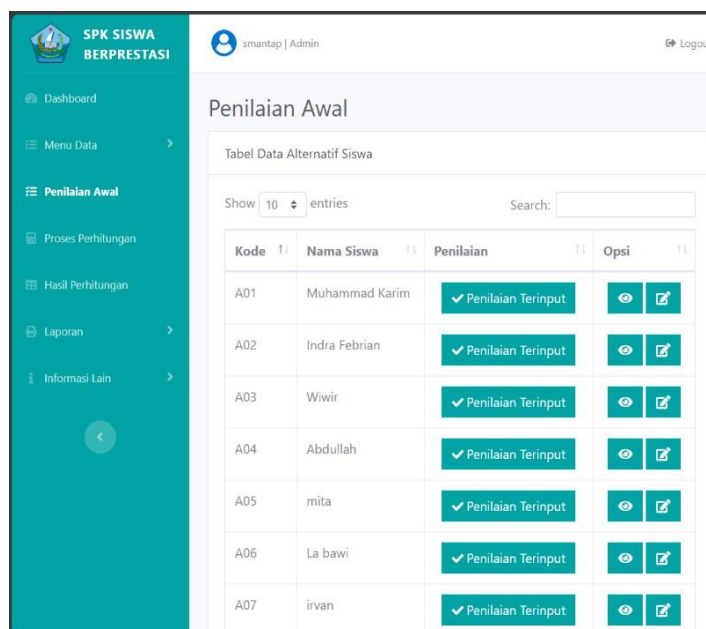 SPK SISWA
BERPRESTASI
smantap | Admin
Logou
Dashboard
Menu Data
Penilaian Awal
Proses Perhitungan
Hasil Perhitungan
Laporan
Informasi Lain
Penilaian Awal
Tabel Data Alternatif Siswa
Show 10 entries
Search:
Kode Nama Siswa Penilaian Opsi
A01 Muhammad Karim Penilaian Terinput
A02 Indra Febrian Penilaian Terinput
A03 Wiwir Penilaian Terinput
A04 Abdullah Penilaian Terinput
A05 mita Penilaian Terinput
A06 La bawi Penilaian Terinput
A07 irvan Penilaian Terinput